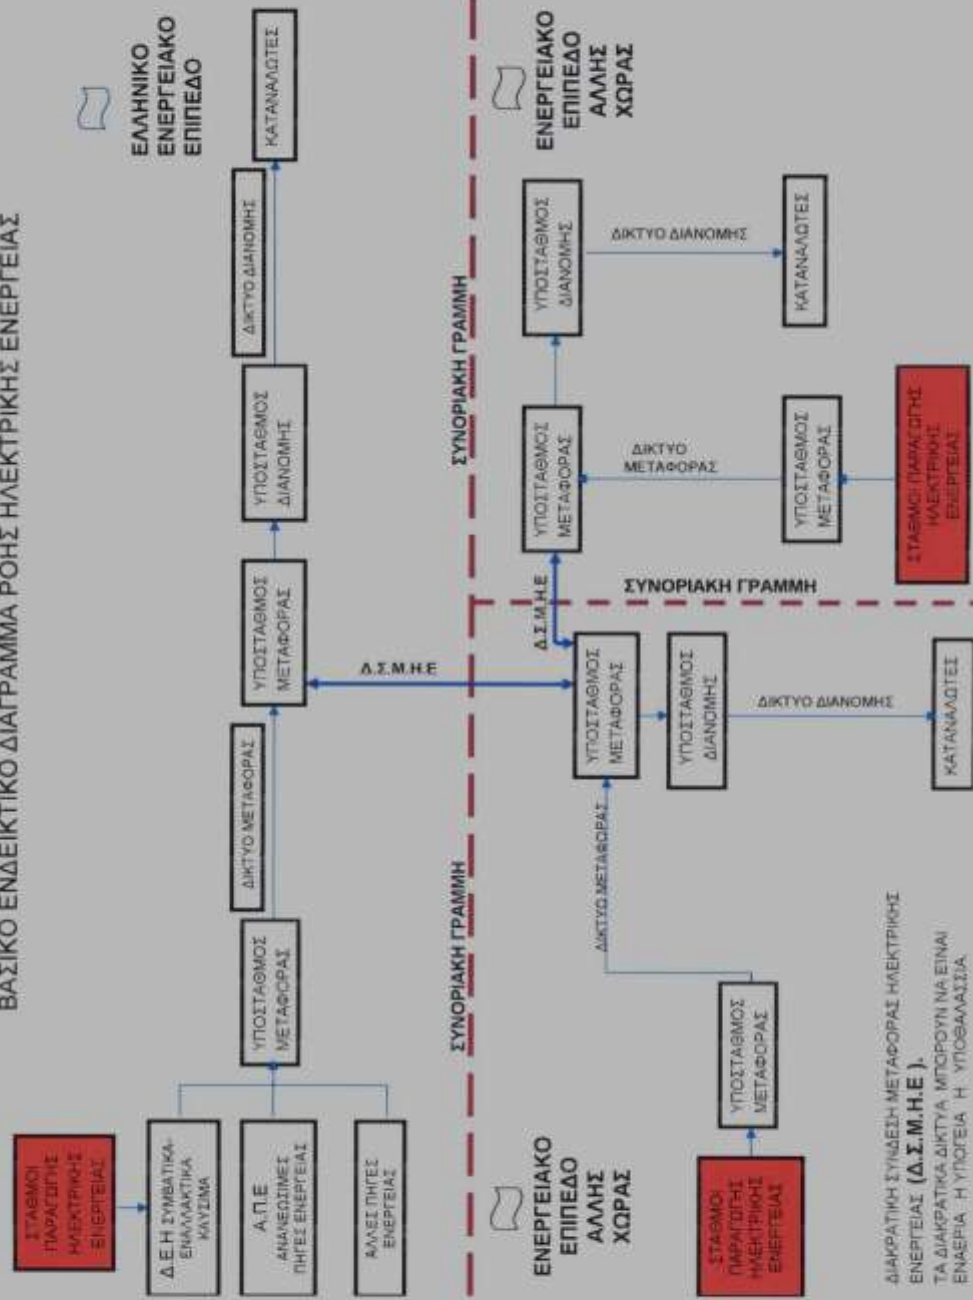 ΒΑΣΙΚΟ ΕΝΔΕΙΚΤΙΚΟ ΔΙΑΓΡΑΜΜΑ ΡΟΗΣ ΗΛΕΚΤΡΙΚΗΣ ΕΝΕΡΓΕΙΑΣ
ΣΤΑΘΜΟΙ
ΠΑΡΑΓΩΓΗΣ
ΗΛΕΚΤΡΙΚΗΣ
ΕΝΕΡΓΕΙΑΣ
ΕΛΛΗΝΙΚΟ
ΕΝΕΡΓΕΙΑΚΟ
ΕΠΙΠΕΔΟ
Δ.Ε.Η ΣΥΜΒΑΤΙΚΑ-
ΕΝΑΛΛΑΚΤΙΚΑ
ΚΑΥΣΙΜΑ
Α.Π.Ε
ΑΝΑΝΕΩΣΙΜΕΣ
ΠΗΓΕΣ ΕΝΕΡΓΕΙΑΣ
ΑΛΛΕΣ ΠΗΓΕΣ
ΕΝΕΡΓΕΙΑΣ
ΥΠΟΣΤΑΘΜΟΣ
ΜΕΤΑΦΟΡΑΣ
ΔΙΚΤΥΟ ΜΕΤΑΦΟΡΑΣ
ΥΠΟΣΤΑΘΜΟΣ
ΜΕΤΑΦΟΡΑΣ
ΥΠΟΣΤΑΘΜΟΣ
ΔΙΑΝΟΜΗΣ
ΔΙΚΤΥΟ ΔΙΑΝΟΜΗΣ
ΚΑΤΑΝΑΛΩΤΕΣ
Δ.Σ.Μ.Η.Ε
ΣΥΝΟΡΙΑΚΗ ΓΡΑΜΜΗ
ΣΥΝΟΡΙΑΚΗ ΓΡΑΜΜΗ
ΕΝΕΡΓΕΙΑΚΟ
ΕΠΙΠΕΔΟ
ΑΛΛΗΣ
ΧΩΡΑΣ
ΣΤΑΘΜΟΙ
ΠΑΡΑΓΩΓΗΣ
ΗΛΕΚΤΡΙΚΗΣ
ΕΝΕΡΓΕΙΑΣ
ΥΠΟΣΤΑΘΜΟΣ
ΜΕΤΑΦΟΡΑΣ
ΔΙΚΤΥΩ ΜΕΤΑΦΩΡΑΣ
ΥΠΟΣΤΑΘΜΟΣ
ΜΕΤΑΦΟΡΑΣ
ΥΠΟΣΤΑΘΜΟΣ
ΔΙΑΝΟΜΗΣ
ΔΙΚΤΥΟ ΔΙΑΝΟΜΗΣ
ΚΑΤΑΝΑΛΩΤΕΣ
Δ.Σ.Μ.Η.Ε
ΣΥΝΟΡΙΑΚΗ ΓΡΑΜΜΗ
ΕΝΕΡΓΕΙΑΚΟ
ΕΠΙΠΕΔΟ
ΑΛΛΗΣ
ΧΩΡΑΣ
ΥΠΟΣΤΑΘΜΟΣ
ΜΕΤΑΦΟΡΑΣ
ΥΠΟΣΤΑΘΜΟΣ
ΔΙΑΝΟΜΗΣ
ΔΙΚΤΥΟ
ΜΕΤΑΦΟΡΑΣ
ΔΙΚΤΥΟ ΔΙΑΝΟΜΗΣ
ΥΠΟΣΤΑΘΜΟΣ
ΜΕΤΑΦΟΡΑΣ
ΚΑΤΑΝΑΛΩΤΕΣ
ΣΤΑΘΜΟΙ ΠΑΡΑΓΩΓΗΣ
ΗΛΕΚΤΡΙΚΗΣ
ΕΝΕΡΓΕΙΑΣ
ΔΙΑΚΡΑΤΙΚΗ ΣΥΝΔΕΣΗ ΜΕΤΑΦΟΡΑΣ ΗΛΕΚΤΡΙΚΗΣ
ΕΝΕΡΓΕΙΑΣ (Δ.Σ.Μ.Η.Ε ).
ΤΑ ΔΙΑΚΡΑΤΙΚΑ ΔΙΚΤΥΑ ΜΠΟΡΟΥΝ ΝΑ ΕΙΝΑΙ
ΕΝΑΕΡΙΑ Η ΥΠΟΓΕΙΑ Η ΥΠΟΘΑΛΑΣΣΙΑ